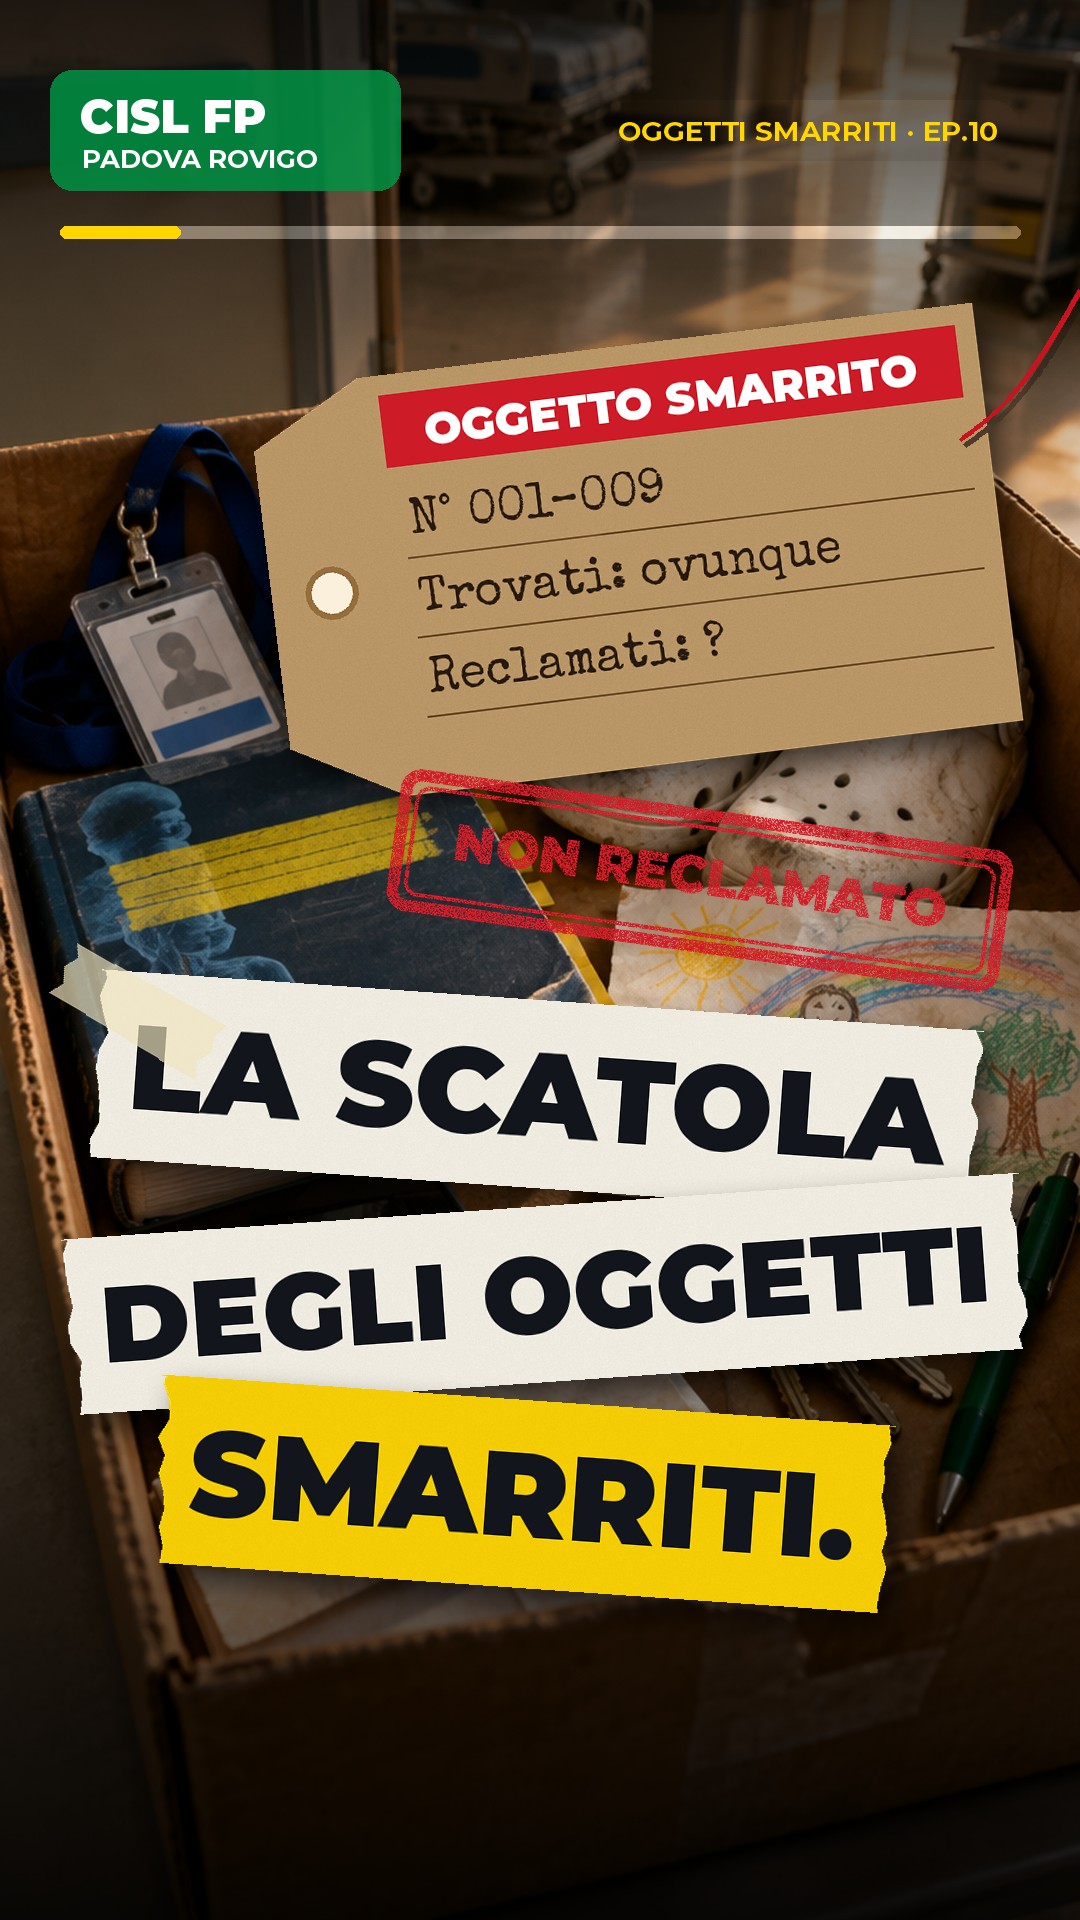 CISL FP
PADOVA ROVIGO
OGGETTI SMARRITI · EP.10
OGGETTO SMARRITO
N° 001-009
Trovati: ovunque
Reclamati: ?
NON RECLAMATO
LA SCATOLA
DEGLI OGGETTI
SMARRITI.